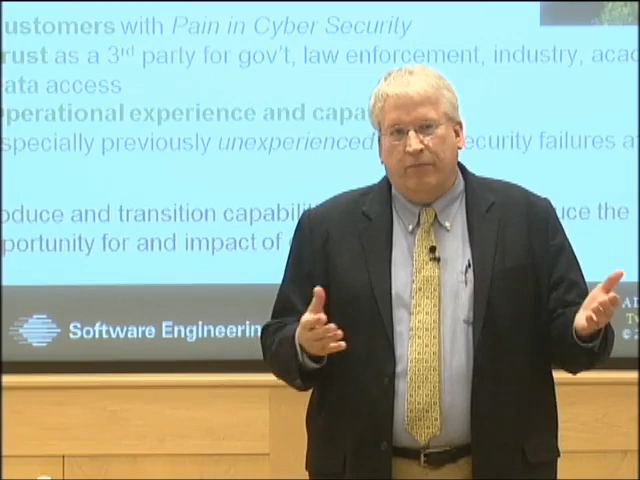 ustomers with Pain in Cyber Security
rust as a 3rd party for gov't, law enforcement, industry, aca
ata access
perational experience and capa
specially previously unexperienced ecurity failures a
oduce and transition capabili uce the
portunity for and impact of
Software Engineerin